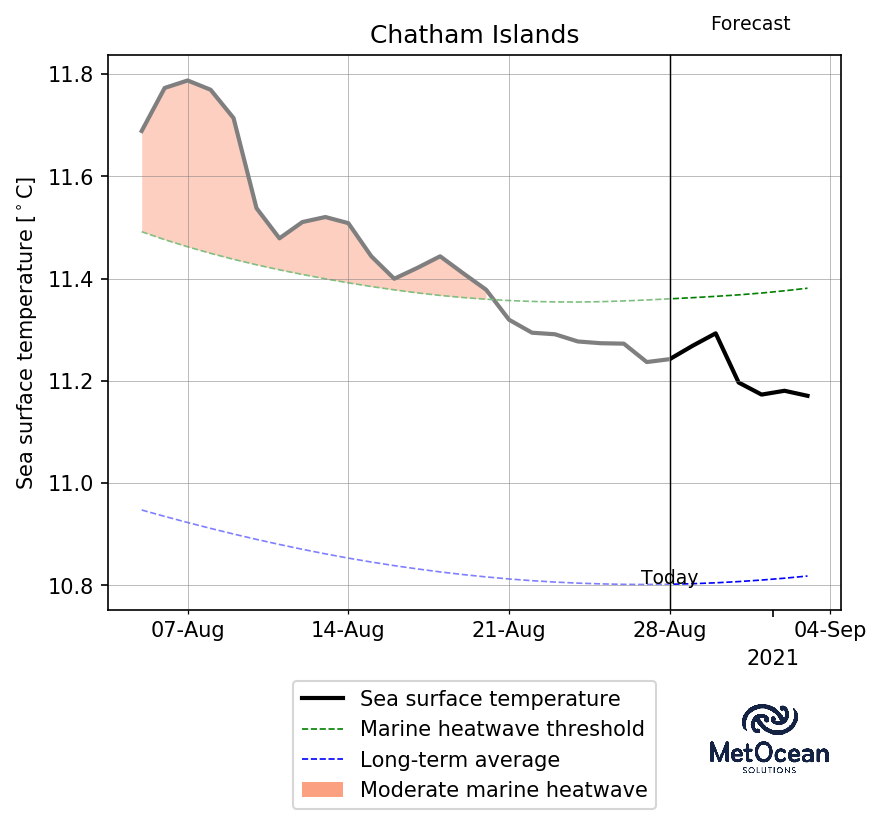 Forecast
Chatham Islands
Sea surface temperature [°C]
11.8
11.6
11.4
11.2
11.0
10.8
Today
07-Aug 14-Aug 21-Aug 28-Aug 04-Sep
2021
Sea surface temperature
Marine heatwave threshold
Long-term average
Moderate marine heatwave
MetOcean
SOLUTIONS